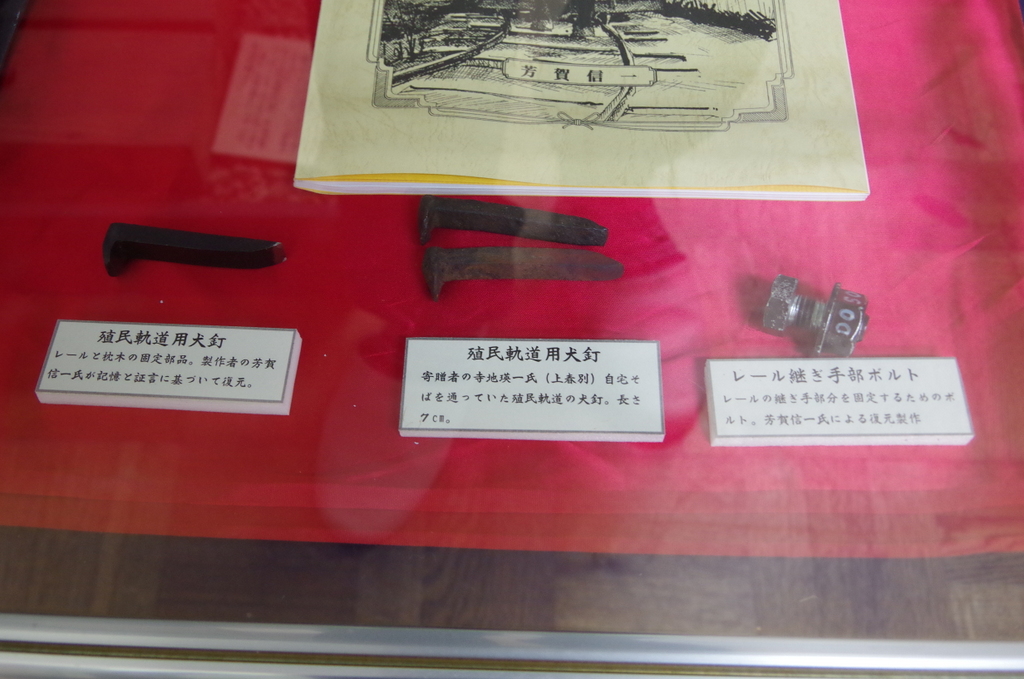 芳賀信一
殖民軌道用犬釘
レールと枕木の固定部品。製作者の芳賀
信一氏が記憶と証言に基づいて復元。
殖民軌道用犬釘
寄贈者の寺地瑛一氏（上春別）自宅そ
ばを通っていた殖民軌道の犬釘。長さ
7㎝。
レール継ぎ手部ボルト
レールの継ぎ手部分を固定するためのボ
ルト。芳賀信一氏による復元製作